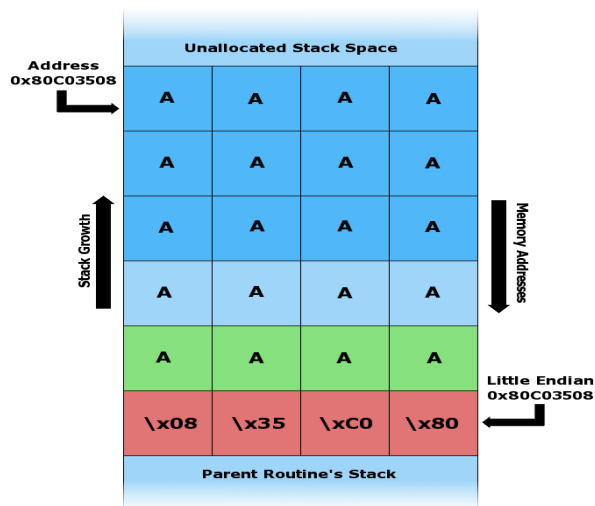 Unallocated Stack Space
Address
0x80C03508
A A A A
A A A A
Stack Growth
A A A A
Memory Addresses
A A A A
A A A A
Little Endian
0x80C03508
\x08 \x35 \xC0 \x80
Parent Routine's Stack